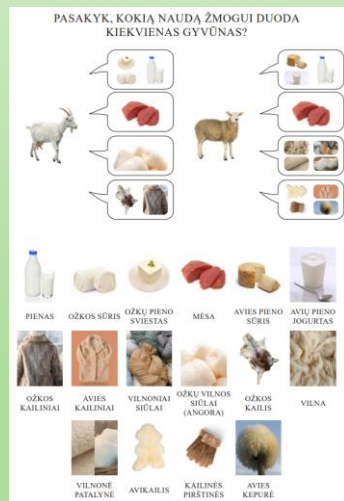 PASAKYK, KOKIĄ NAUDĄ ŽMOGUI DUODA
KIEKVIENAS GYVŪNAS?
PIENAS
OŽKOS SŪRIS
OŽKŲ PIENO
SVIESTAS
MĖSA
AVIES PIENO
SŪRIS
AVIŲ PIENO
JOGURTAS
OŽKOS
KAILINIAI
AVIES
KAILINIAI
VILNONIAI
SIŪLAI
OŽKŲ VILNOS
SIŪLAI
(ANGORA)
OŽKOS
KAILIS
VILNA
VILNONĖ
PATALYNĖ
AVIKAILIS
KAILINĖS
PIRŠTINĖS
AVIES
KEPURĖ